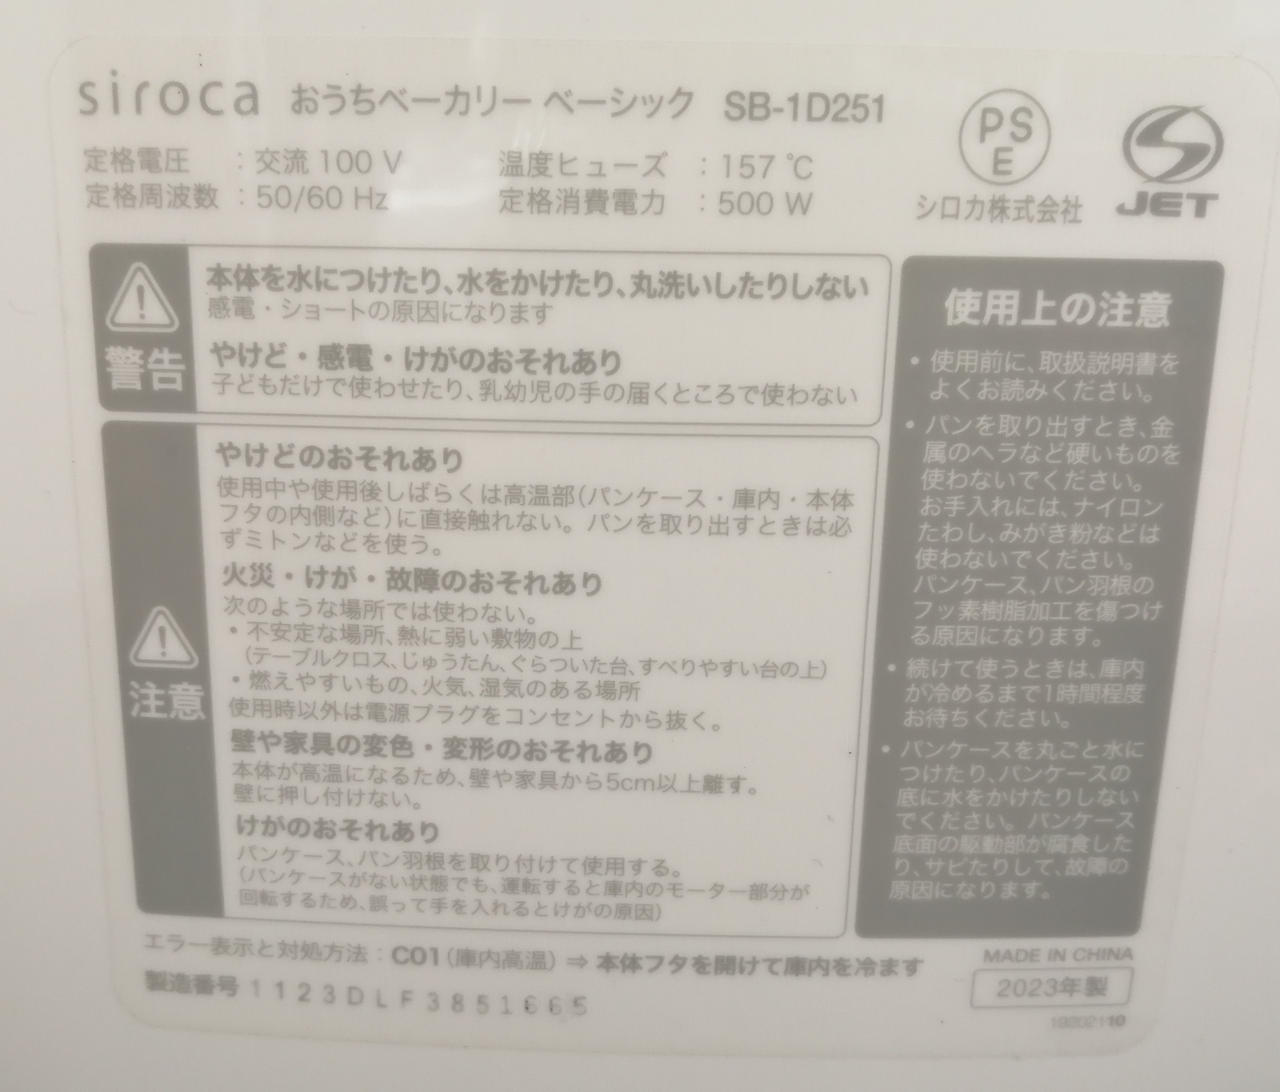 siroca おうちベーカリー ベーシック SB-1D251
定格電圧 : 交流 100 V
温度ヒューズ : 157 ℃
定格周波数 : 50/60 Hz
定格消費電力 : 500 W
PS
E
シロカ株式会社
JET
警告
本体を水につけたり、水をかけたり、丸洗いしたりしない
感電・ショートの原因になります
やけど・感電・けがのおそれあり
子どもだけで使わせたり、乳幼児の手の届くところで使わない
注意
やけどのおそれあり
使用中や使用後しばらくは高温部(パンケース・庫内・本体
フタの内側など)に直接触れない。パンを取り出すときは必
ずミトンなどを使う。
火災・けが・故障のおそれあり
次のような場所では使わない。
・不安定な場所、熱に弱い敷物の上
(テーブルクロス、じゅうたん、ぐらついた台、すべりやすい台の上)
・燃えやすいもの、火気、湿気のある場所
使用時以外は電源プラグをコンセントから抜く。
壁や家具の変色・変形のおそれあり
本体が高温になるため、壁や家具から5cm以上離す。
壁に押し付けない。
けがのおそれあり
パンケース、パン羽根を取り付けて使用する。
(パンケースがない状態でも、運転すると庫内のモーター部分が
回転するため、誤って手を入れるとけがの原因)
使用上の注意
・使用前に、取扱説明書を
よくお読みください。
・パンを取り出すとき、金
属のヘラなど硬いものを
使わないでください。
お手入れには、ナイロン
たわし、みがき粉などは
使わないでください。
パンケース、パン羽根の
フッ素樹脂加工を傷つけ
る原因になります。
・続けて使うときは、庫内
が冷めるまで1時間程度
お待ちください。
・パンケースを丸ごと水に
つけたり、パンケースの
底に水をかけたりしない
でください。パンケース
底面の駆動部が腐食した
り、サビたりして、故障の
原因になります。
エラー表示と対処方法 : C01(庫内高温) ⇒ 本体フタを開けて庫内を冷ます
製造番号 1123DLF3851665
MADE IN CHINA
2023年製